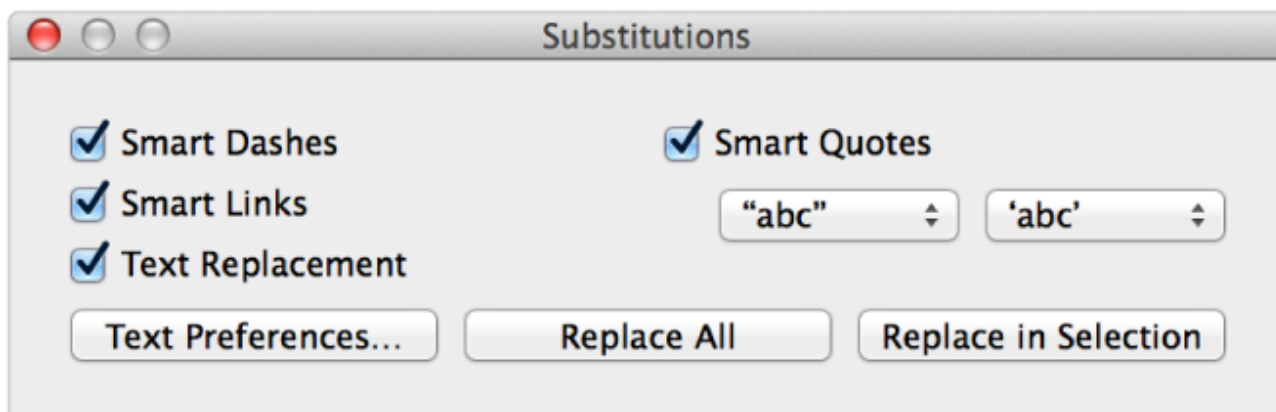 Substitutions
Smart Dashes
Smart Quotes
Smart Links
“abc”
‘abc’
Text Replacement
Text Preferences...
Replace All
Replace in Selection